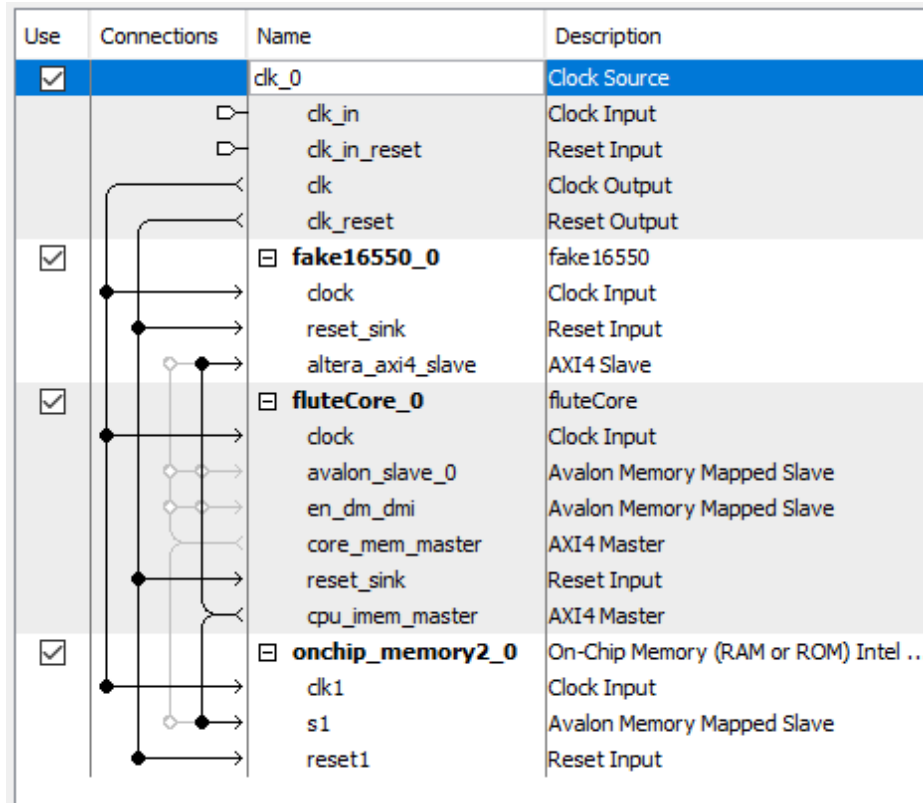 Use Connections Name Description
clk_0 Clock Source
clk_in Clock Input
clk_in_reset Reset Input
clk Clock Output
clk_reset Reset Output
fake16550_0 fake16550
clock Clock Input
reset_sink Reset Input
altera_axi4_slave AXI4 Slave
fluteCore_0 fluteCore
clock Clock Input
avalon_slave_0 Avalon Memory Mapped Slave
en_dm_dmi Avalon Memory Mapped Slave
core_mem_master AXI4 Master
reset_sink Reset Input
cpu_imem_master AXI4 Master
onchip_memory2_0 On-Chip Memory (RAM or ROM) Intel ...
clk1 Clock Input
s1 Avalon Memory Mapped Slave
reset1 Reset Input